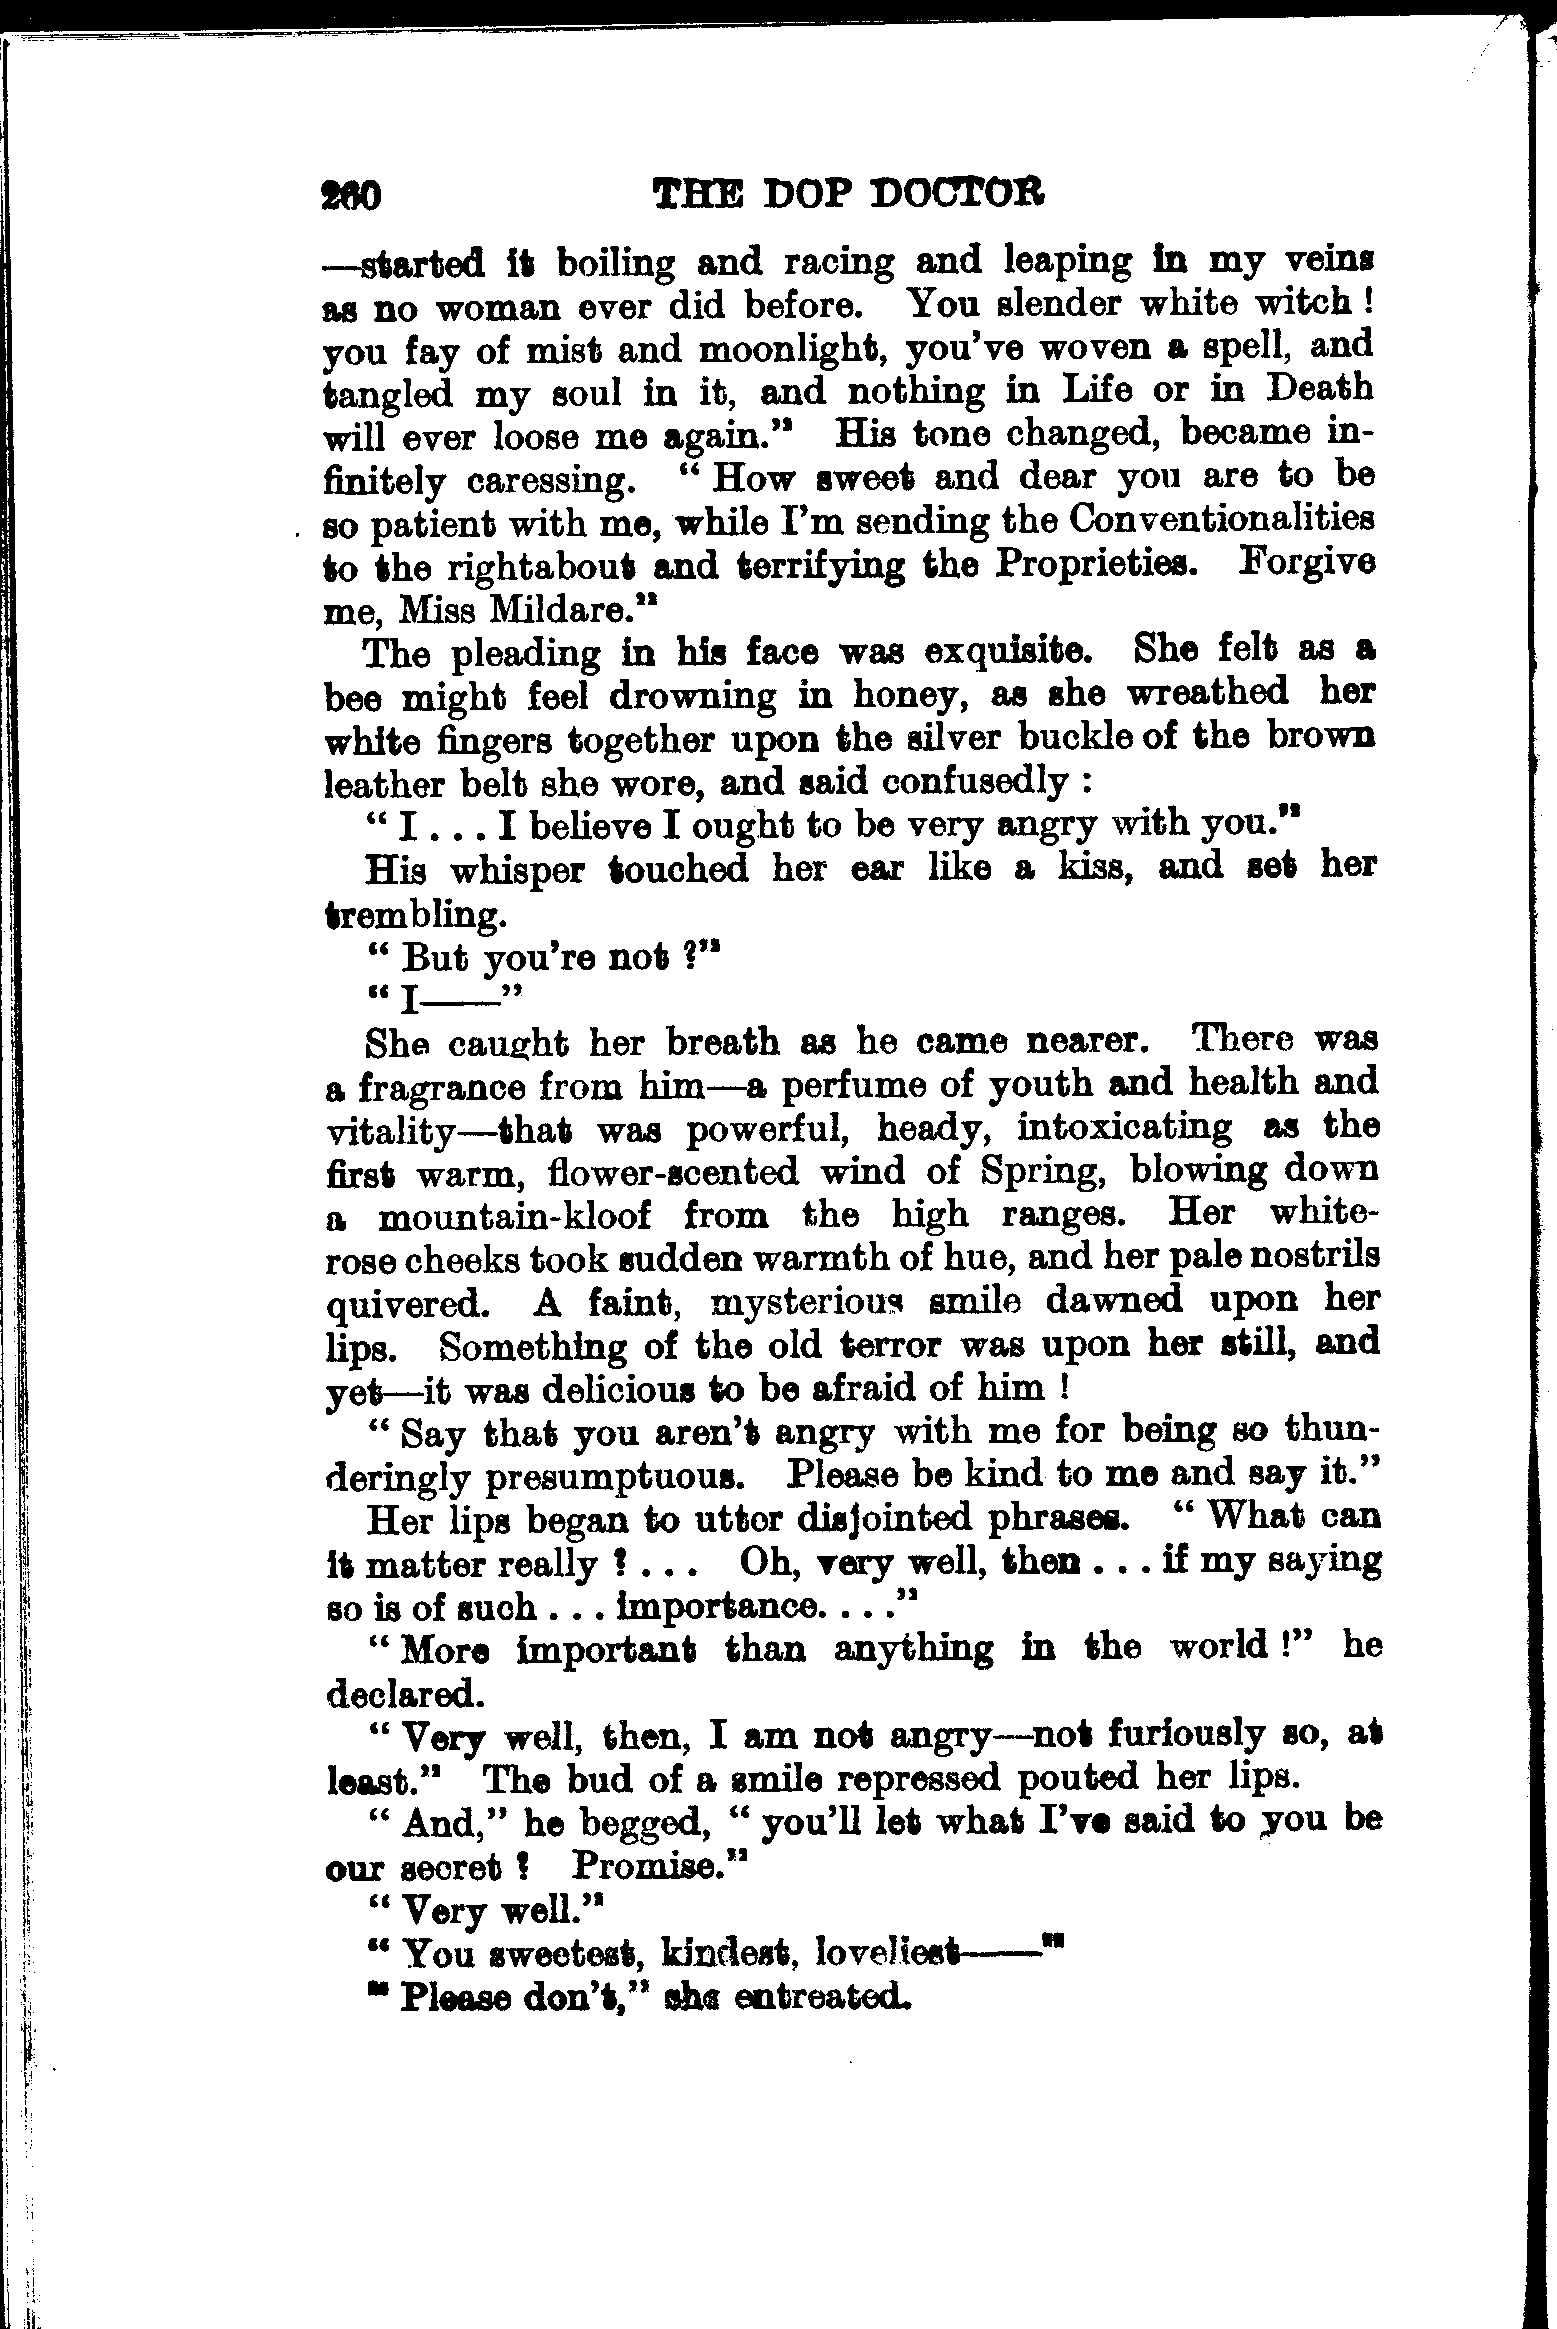 260 THE DOP DOCTOR
—started it boiling and racing and leaping in my veins
as no woman ever did before. You slender white witch !
you fay of mist and moonlight, you've woven a spell, and
tangled my soul in it, and nothing in Life or in Death
will ever loose me again." His tone changed, became in-
finitely caressing. " How sweet and dear you are to be
so patient with me, while I'm sending the Conventionalities
to the rightabout and terrifying the Proprieties. Forgive
me, Miss Mildare."
The pleading in his face was exquisite. She felt as a
bee might feel drowning in honey, as she wreathed her
white fingers together upon the silver buckle of the brown
leather belt she wore, and said confusedly :
" I . . . I believe I ought to be very angry with you."
His whisper touched her ear like a kiss, and set her
trembling.
" But you're not ?"
" I——"
She caught her breath as he came nearer. There was
a fragrance from him—a perfume of youth and health and
vitality—that was powerful, heady, intoxicating as the
first warm, flower-scented wind of Spring, blowing down
a mountain-kloof from the high ranges. Her white-
rose cheeks took sudden warmth of hue, and her pale nostrils
quivered. A faint, mysterious smile dawned upon her
lips. Something of the old terror was upon her still, and
yet—it was delicious to be afraid of him !
" Say that you aren't angry with me for being so thun-
deringly presumptuous. Please be kind to me and say it."
Her lips began to utter disjointed phrases. " What can
it matter really ? . . . Oh, very well, then . . . if my saying
so is of such . . . importance. . . ."
" More important than anything in the world !" he
declared.
" Very well, then, I am not angry—not furiously so, at
least." The bud of a smile repressed pouted her lips.
" And," he begged, " you'll let what I've said to you be
our secret ? Promise."
" Very well."
" You sweetest, kindest, loveliest——"
" Please don't," she entreated.